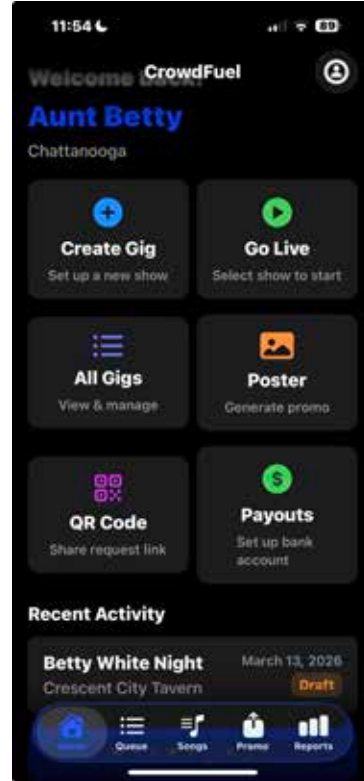 11:54
89
CrowdFuel
Welcome Back!
Aunt Betty
Chattanooga
Create Gig
Set up a new show
Go Live
Select show to start
All Gigs
View & manage
Poster
Generate promo
QR Code
Share request link
Payouts
Set up bank
account
Recent Activity
Betty White Night
March 13, 2026
Crescent City Tavern
Draft
Queue
Songs
Promo
Reports